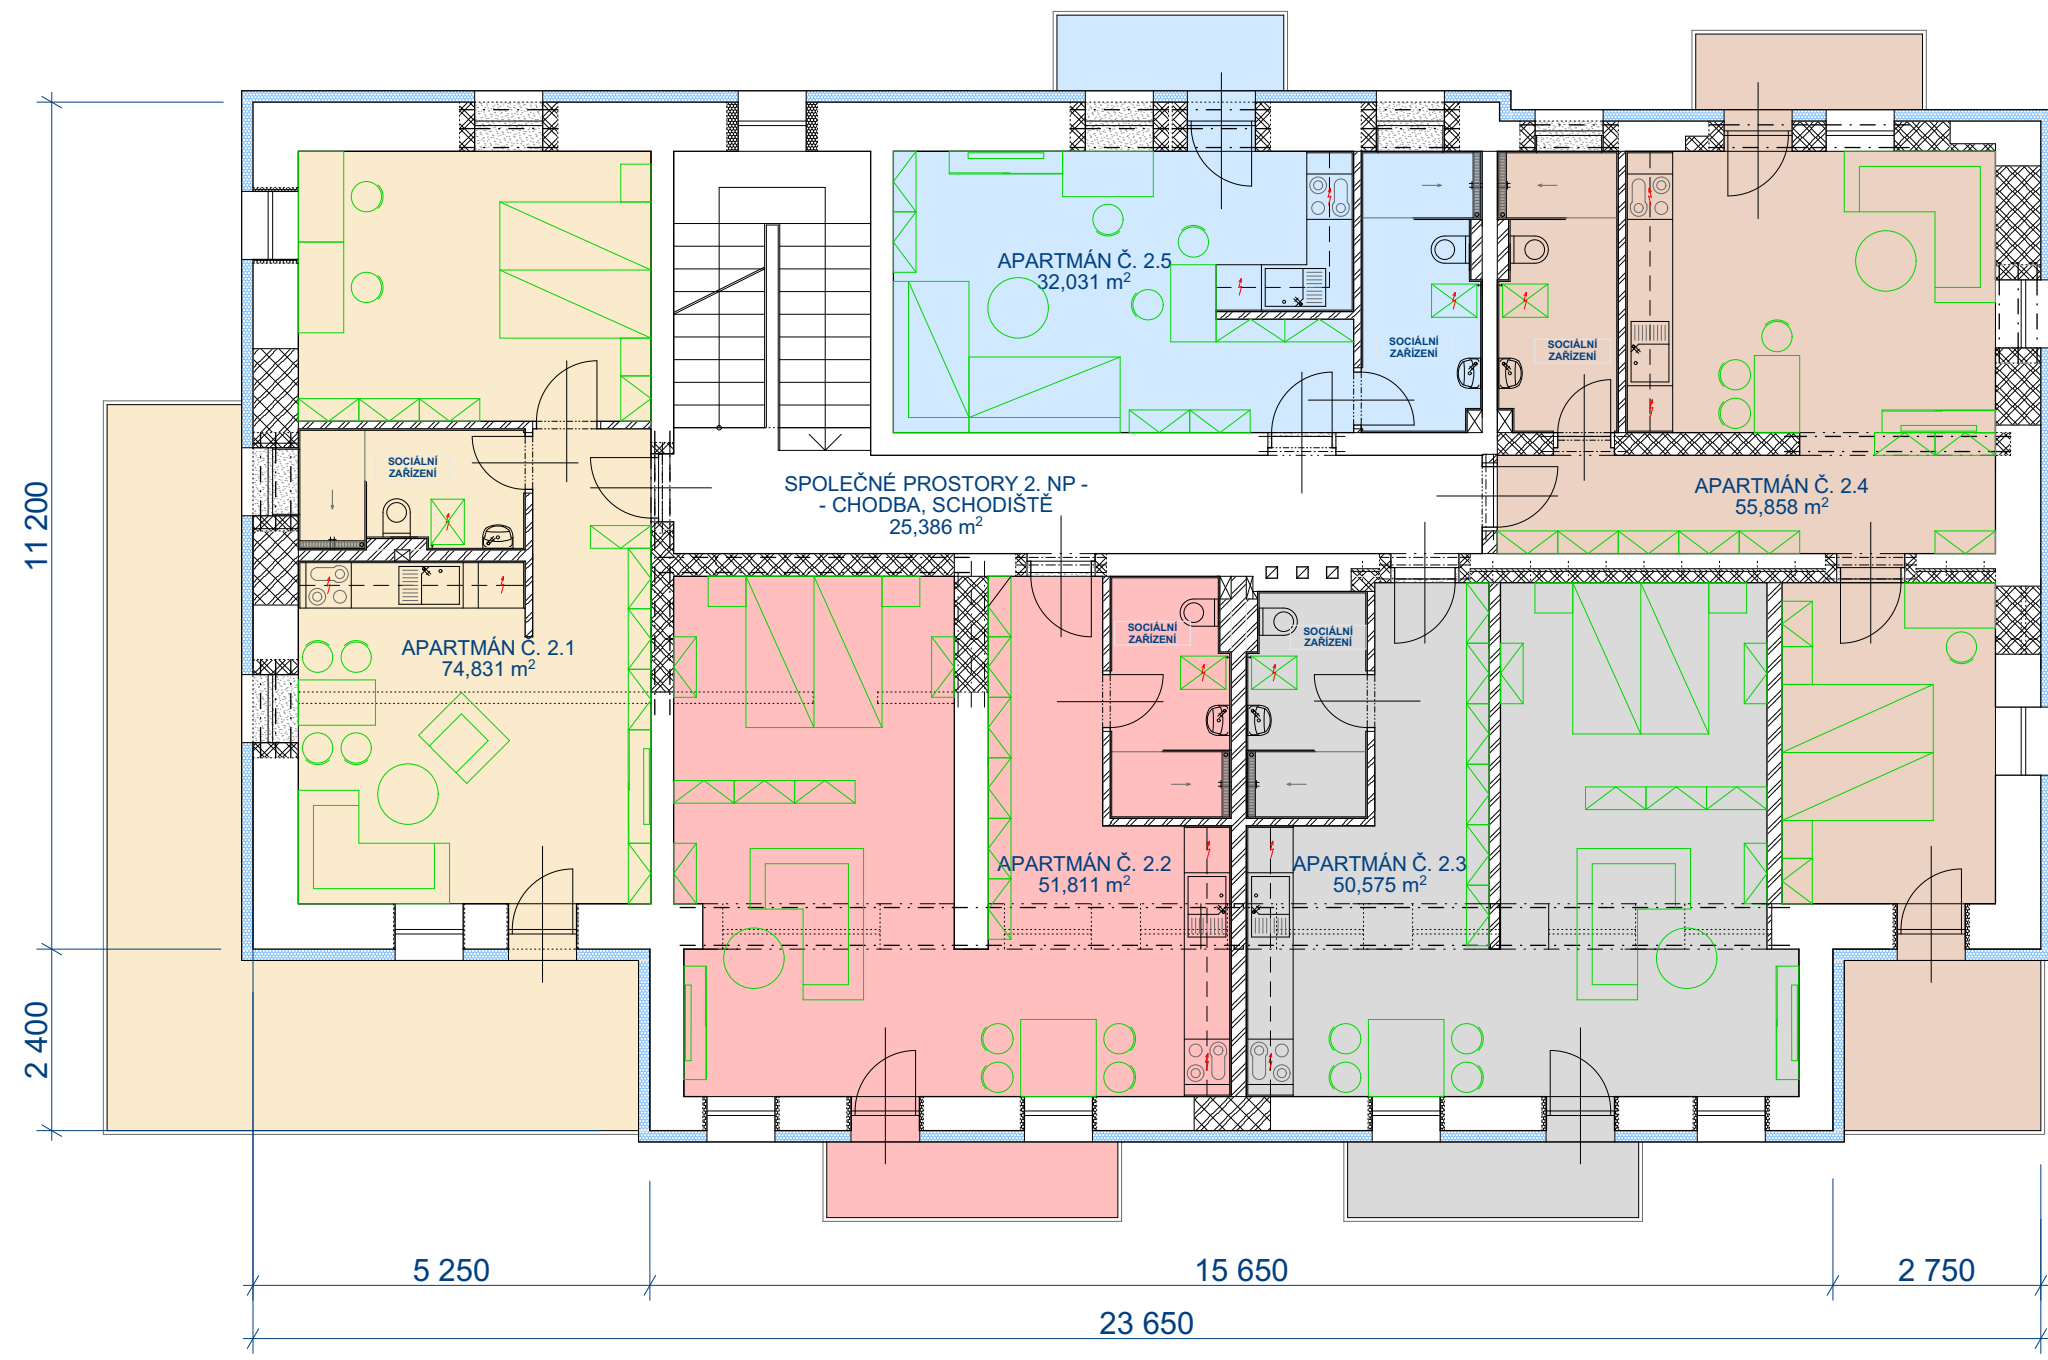 APARTMÁN Č. 2.5
32,031 m²
SOCIÁLNÍ
ZAŘÍZENÍ
SOCIÁLNÍ
ZAŘÍZENÍ
SOCIÁLNÍ
ZAŘÍZENÍ
SPOLEČNÉ PROSTORY 2. NP -
- CHODBA, SCHODIŠTĚ
25,386 m²
APARTMÁN Č. 2.4
55,858 m²
11 200
APARTMÁN Č. 2.1
74,831 m²
SOCIÁLNÍ
ZAŘÍZENÍ
SOCIÁLNÍ
ZAŘÍZENÍ
APARTMÁN Č. 2.2
51,811 m²
APARTMÁN Č. 2.3
50,575 m²
2 400
5 250
15 650
2 750
23 650